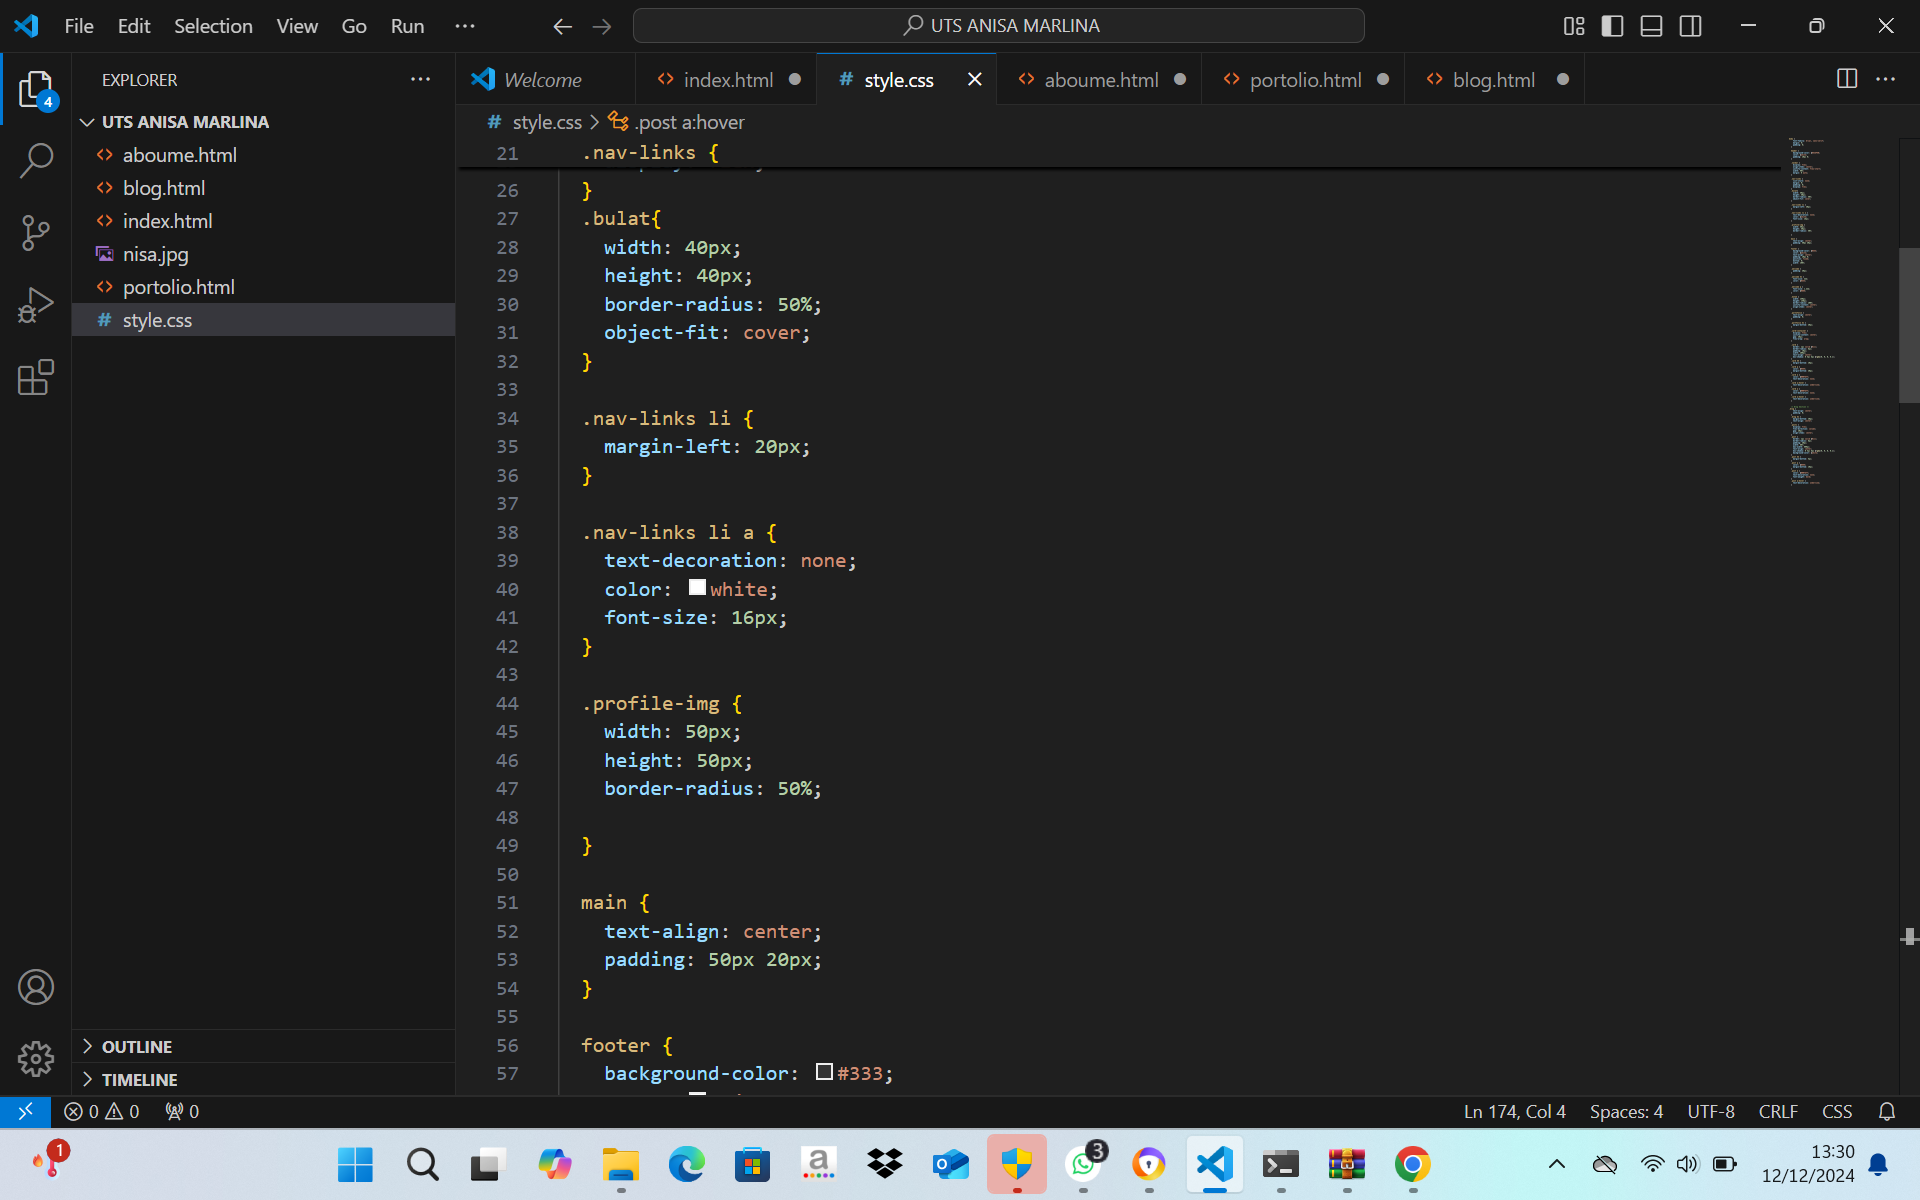 File Edit Selection View Go Run
UTS ANISA MARLINA
EXPLORER
UTS ANISA MARLINA
aboume.html
blog.html
index.html
nisa.jpg
portolio.html
style.css
OUTLINE
TIMELINE
4
Welcome
index.html
style.css
aboume.html
portolio.html
blog.html
style.css > .post a:hover
21 .nav-links {
26 }
27 .bulat{
28 width: 40px;
29 height: 40px;
30 border-radius: 50%;
31 object-fit: cover;
32 }
33
34 .nav-links li {
35 margin-left: 20px;
36 }
37
38 .nav-links li a {
39 text-decoration: none;
40 color: white;
41 font-size: 16px;
42 }
43
44 .profile-img {
45 width: 50px;
46 height: 50px;
47 border-radius: 50%;
48
49 }
50
51 main {
52 text-align: center;
53 padding: 50px 20px;
54 }
55
56 footer {
57 background-color: #333;
0 0 0
Ln 174, Col 4 Spaces: 4 UTF-8 CRLF CSS
1
3
13:30
12/12/2024